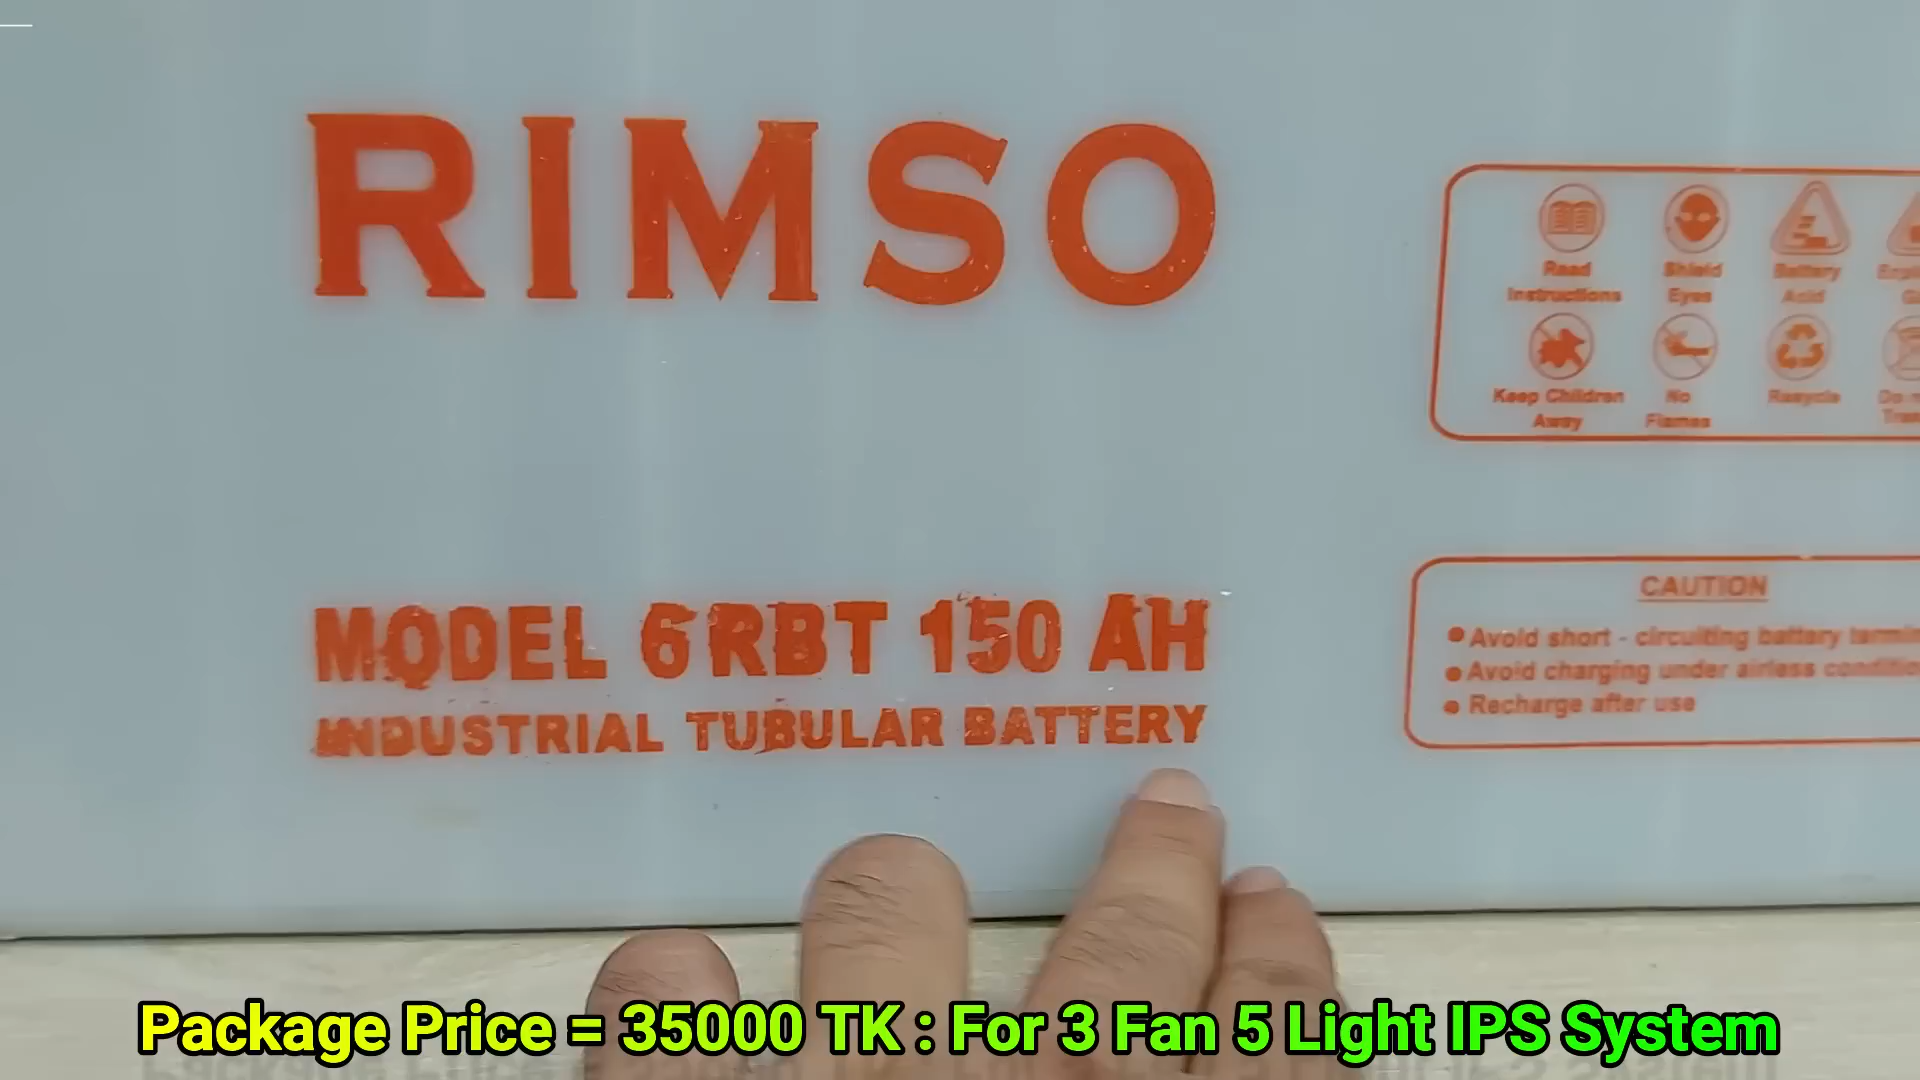 RIMSO
MODEL 6RBT 150 AH
INDUSTRIAL TUBULAR BATTERY
Read Instructions
Shield Eyes
Battery Acid
Keep Children Away
No Flames
Recycle
CAUTION
Avoid short - circuiting battery
Avoid charging under airless
Recharge after use
Package Price = 35000 TK : For 3 Fan 5 Light IPS System